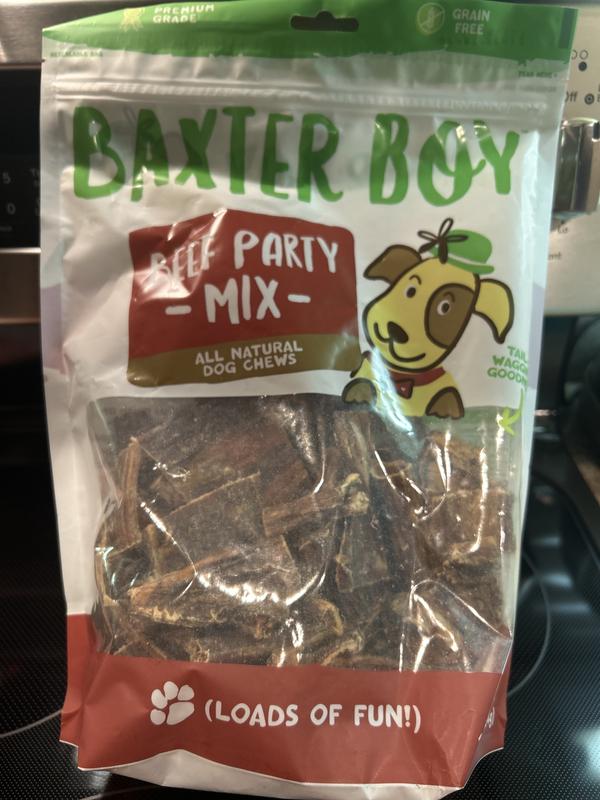 PREMIUM
GRADE
GRAIN
FREE
BAXTER BOY
BEEF PARTY
- MIX -
ALL NATURAL
DOG CHEWS
TAIL
WAGGIN
GOODN
(LOADS OF FUN!)